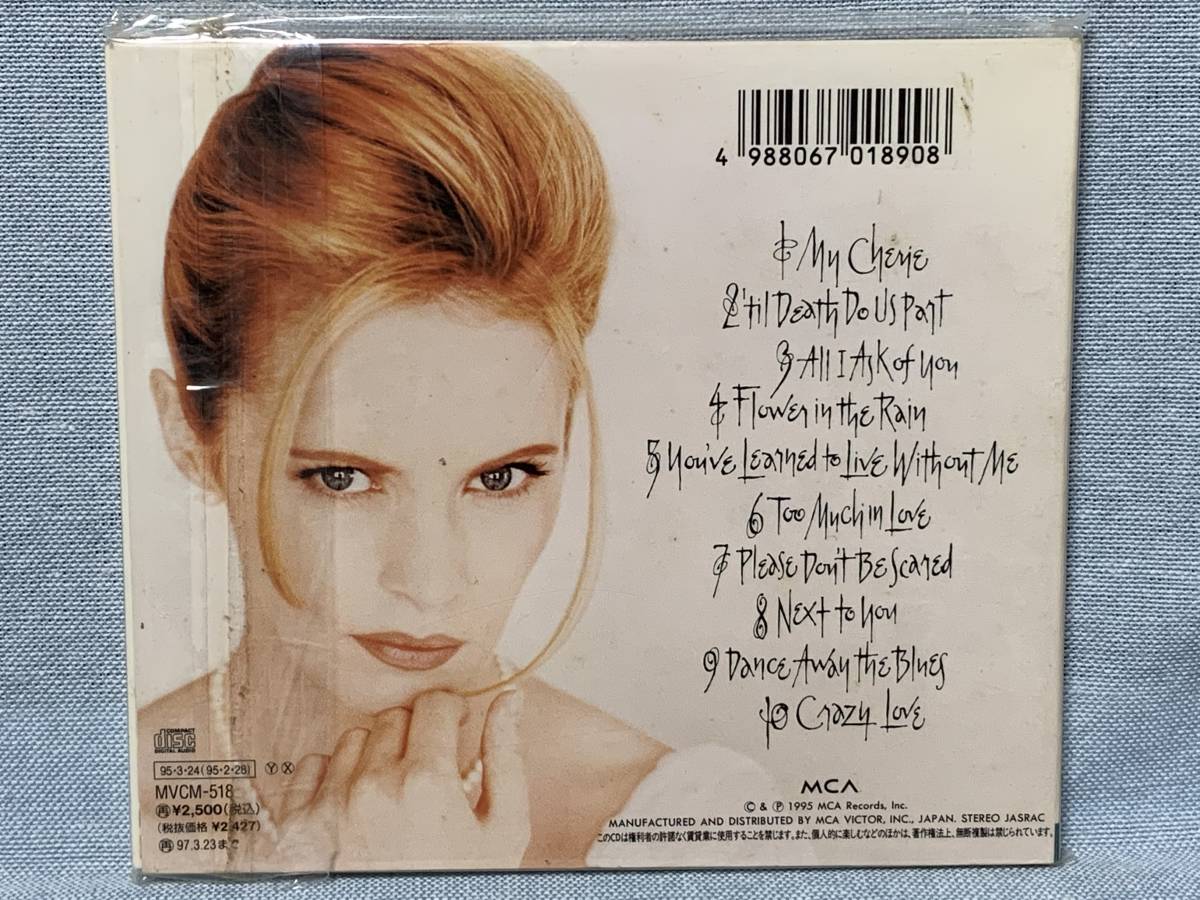 4 988067 018908
1 My Cherie
2 'til Death Do Us Part
3 All I Ask of You
4 Flower in the Rain
5 You've Learned to Live Without Me
6 Too Much in Love
7 Please Don't Be Scared
8 Next to You
9 Dance Away the Blues
10 Crazy Love
COMPACT
disc
DIGITAL AUDIO
95・3・24(95・2・28) Ⓨ Ⓧ
MVCM-518
再¥2,500(税込)
(税抜価格 ¥2,427)
再97.3.23まで
MCA
© & ℗ 1995 MCA Records, Inc.
MANUFACTURED AND DISTRIBUTED BY MCA VICTOR, INC., JAPAN. STEREO JASRAC
このCDは権利者の許諾なく賃貸業に使用することを禁じます。また、個人的に楽しむなどのほかは、著作権法上、無断複製は禁じられています。